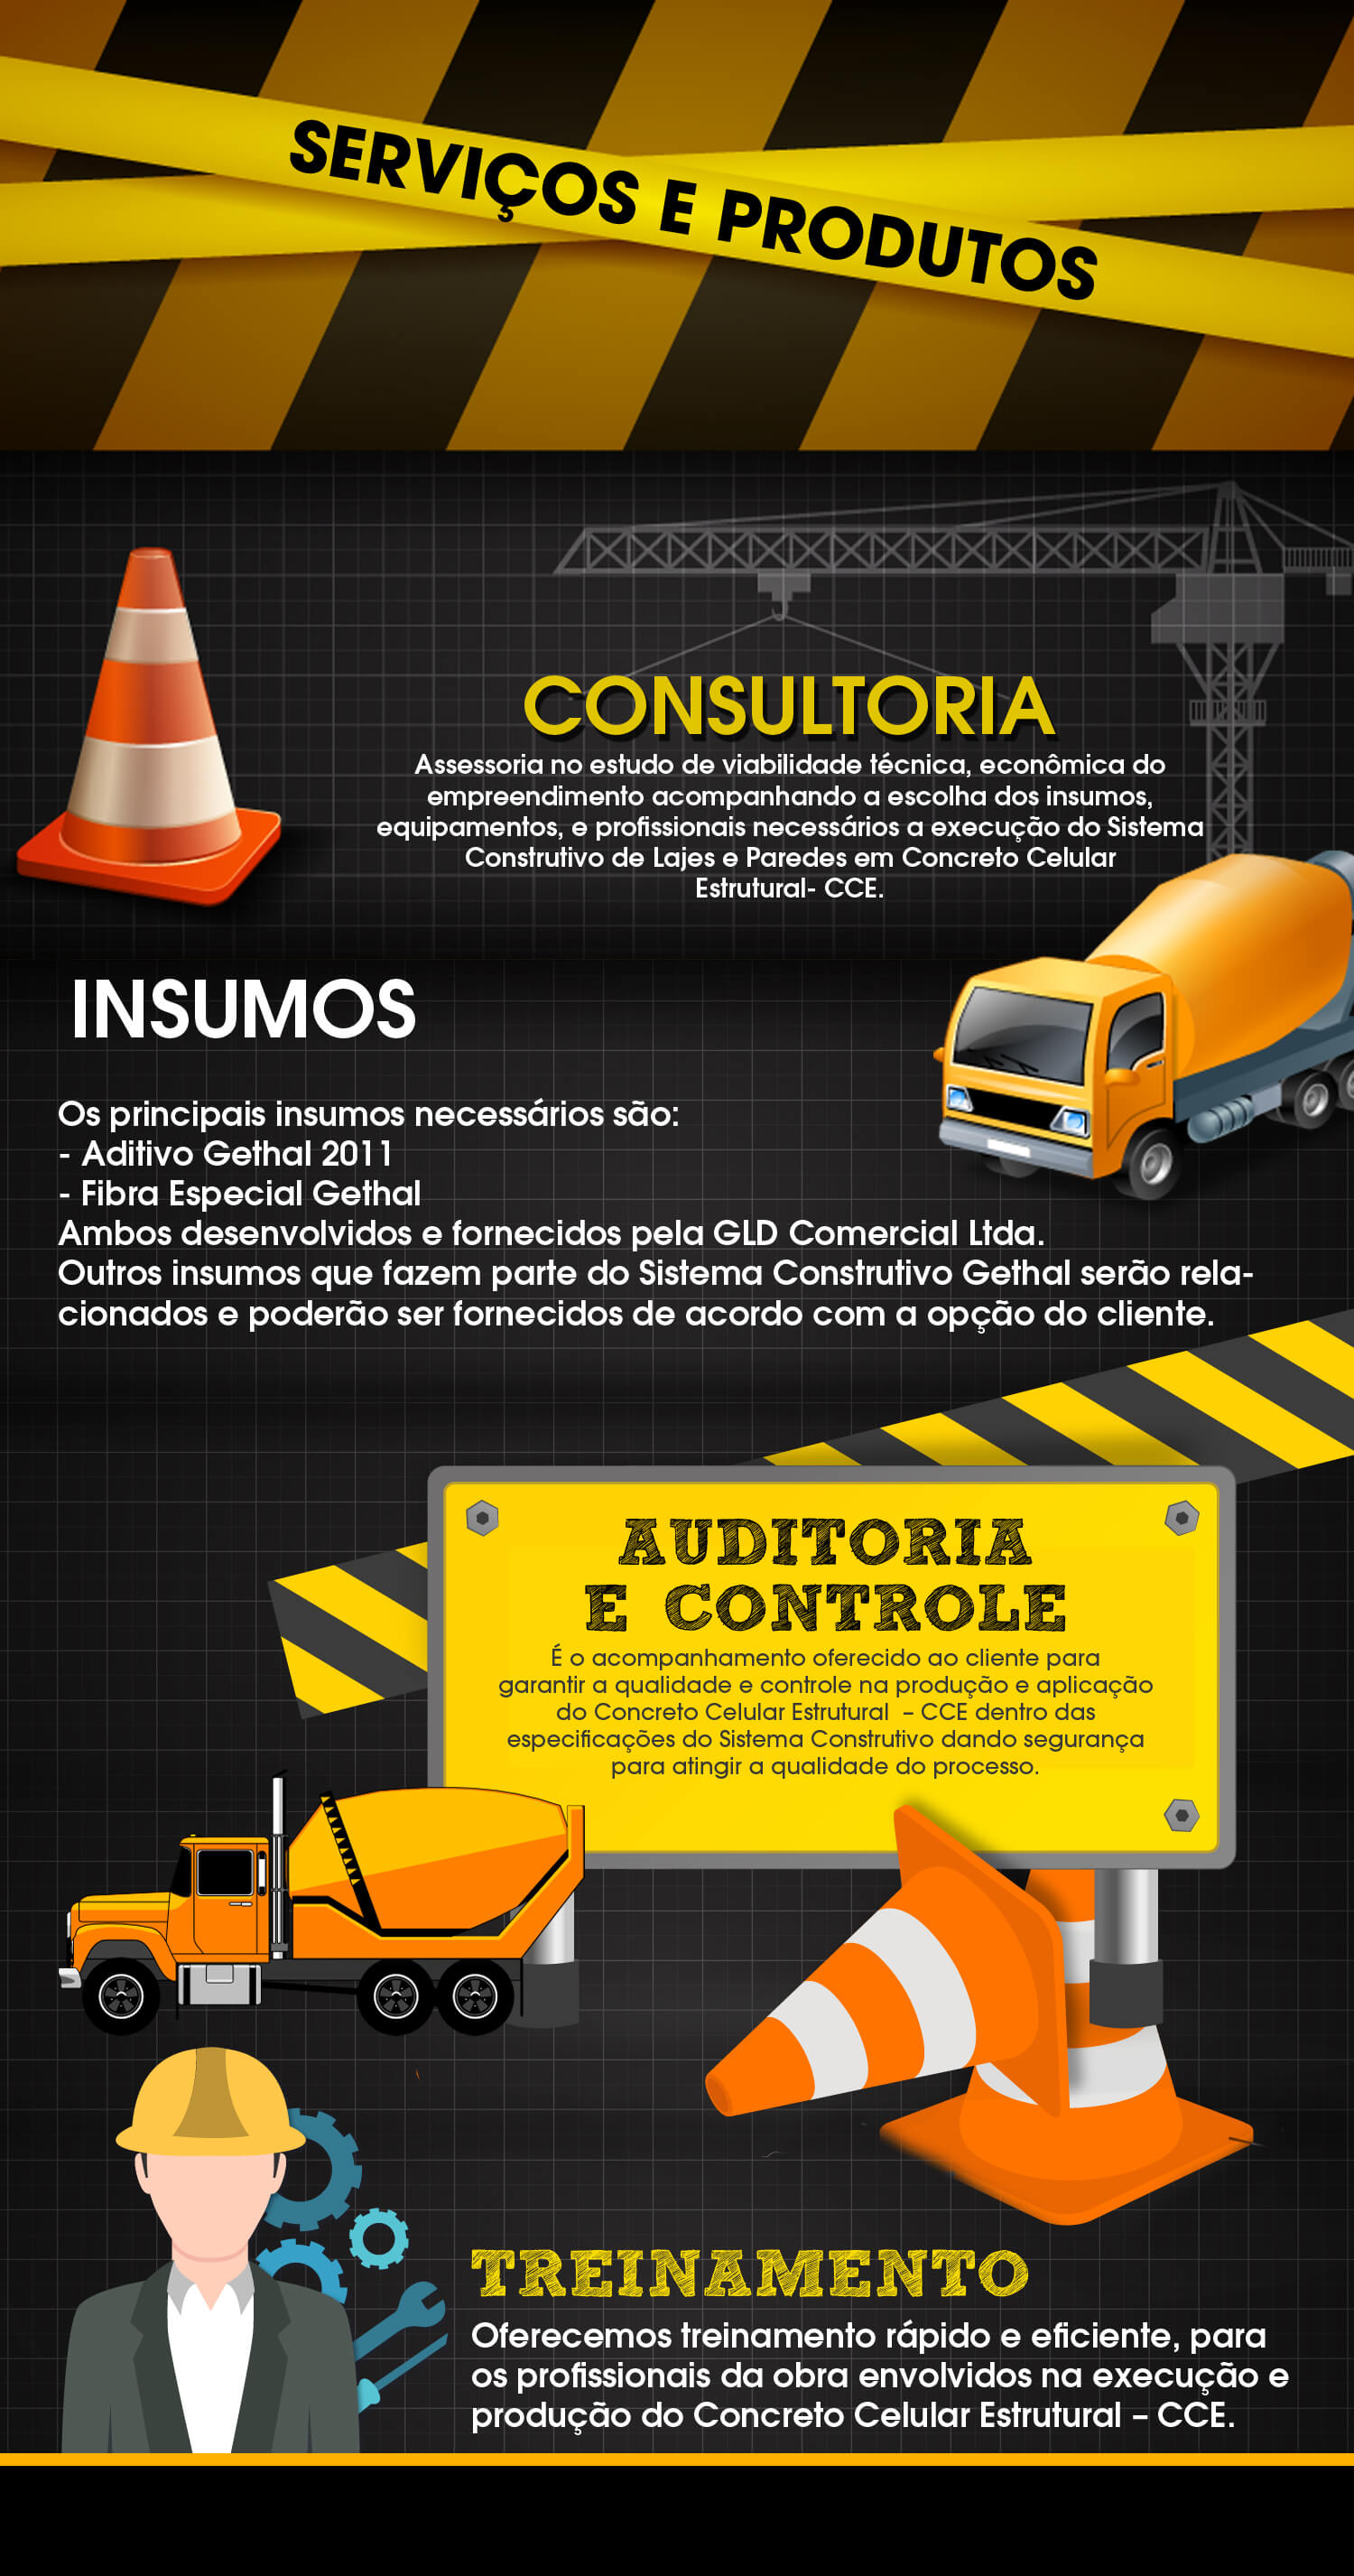 SERVIÇOS E PRODUTOS
CONSULTORIA
Assessoria no estudo de viabilidade técnica, econômica do
empreendimento acompanhando a escolha dos insumos,
equipamentos, e profissionais necessários a execução do Sistema
Construtivo de Lajes e Paredes em Concreto Celular
Estrutural- CCE.
INSUMOS
Os principais insumos necessários são:
- Aditivo Gethal 2011
- Fibra Especial Gethal
Ambos desenvolvidos e fornecidos pela GLD Comercial Ltda.
Outros insumos que fazem parte do Sistema Construtivo Gethal serão rela-
cionados e poderão ser fornecidos de acordo com a opção do cliente.
AUDITORIA
E CONTROLE
É o acompanhamento oferecido ao cliente para
garantir a qualidade e controle na produção e aplicação
do Concreto Celular Estrutural – CCE dentro das
especificações do Sistema Construtivo dando segurança
para atingir a qualidade do processo.
TREINAMENTO
Oferecemos treinamento rápido e eficiente, para
os profissionais da obra envolvidos na execução e
produção do Concreto Celular Estrutural – CCE.